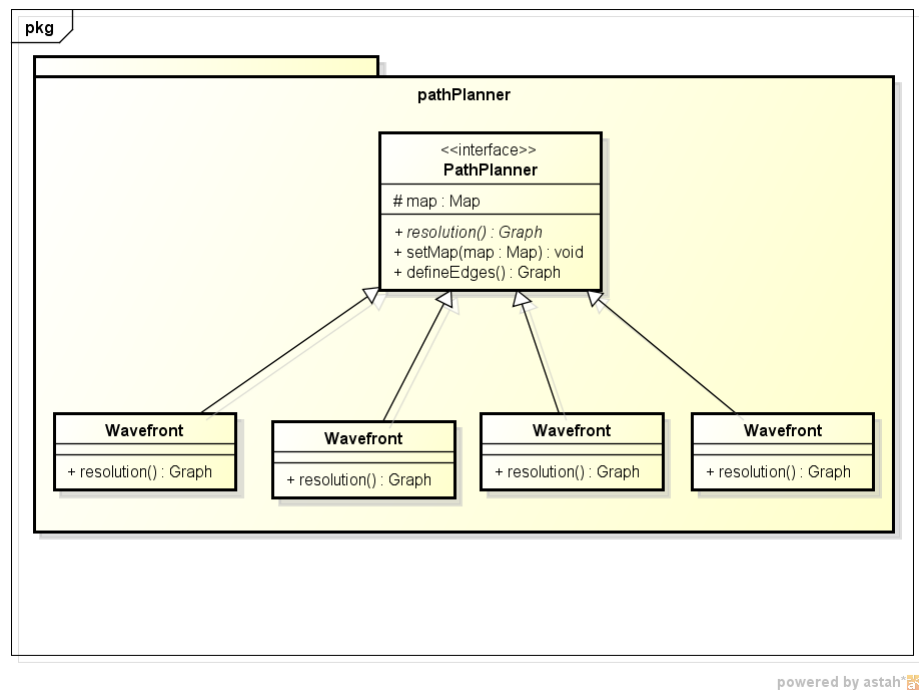 pkg
pathPlanner
<<interface>>
PathPlanner
# map : Map
+ resolution() : Graph
+ setMap(map : Map) : void
+ defineEdges() : Graph
Wavefront
+ resolution() : Graph
Wavefront
+ resolution() : Graph
Wavefront
+ resolution() : Graph
Wavefront
+ resolution() : Graph
powered by astah*